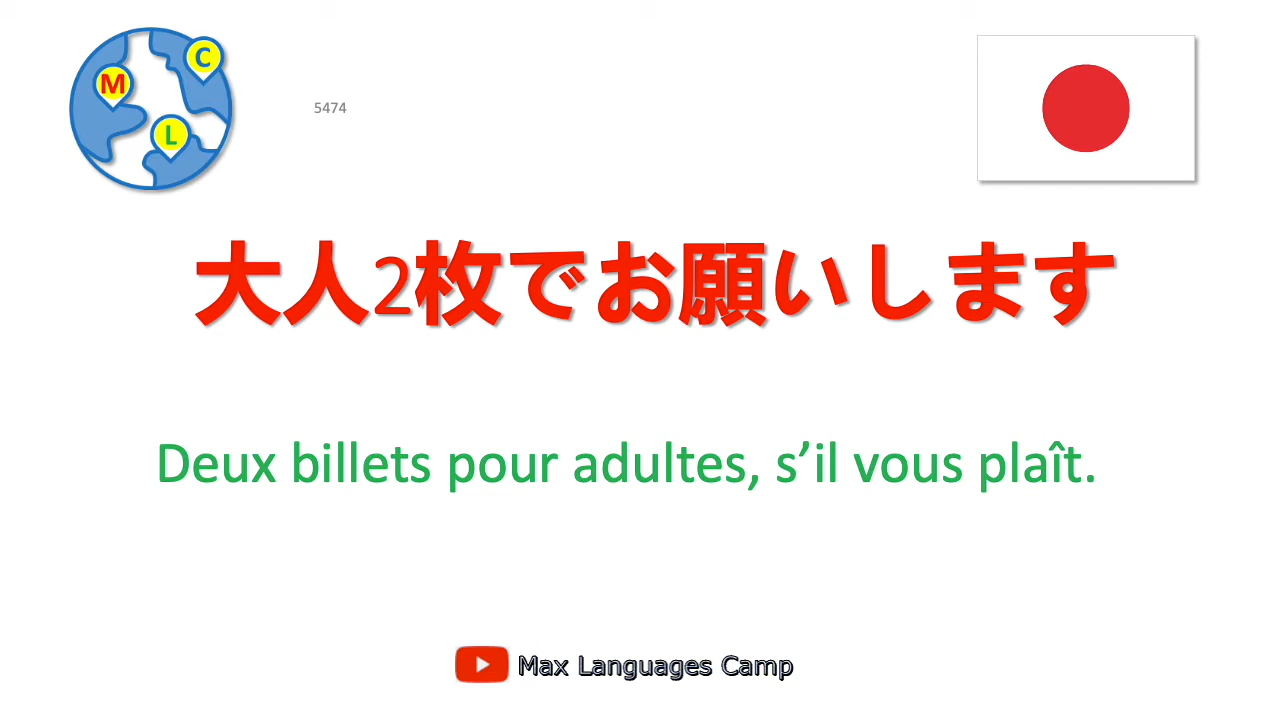 M
C
L
5474
大人2枚でお願いします
Deux billets pour adultes, s’il vous plaît.
Max Languages Camp